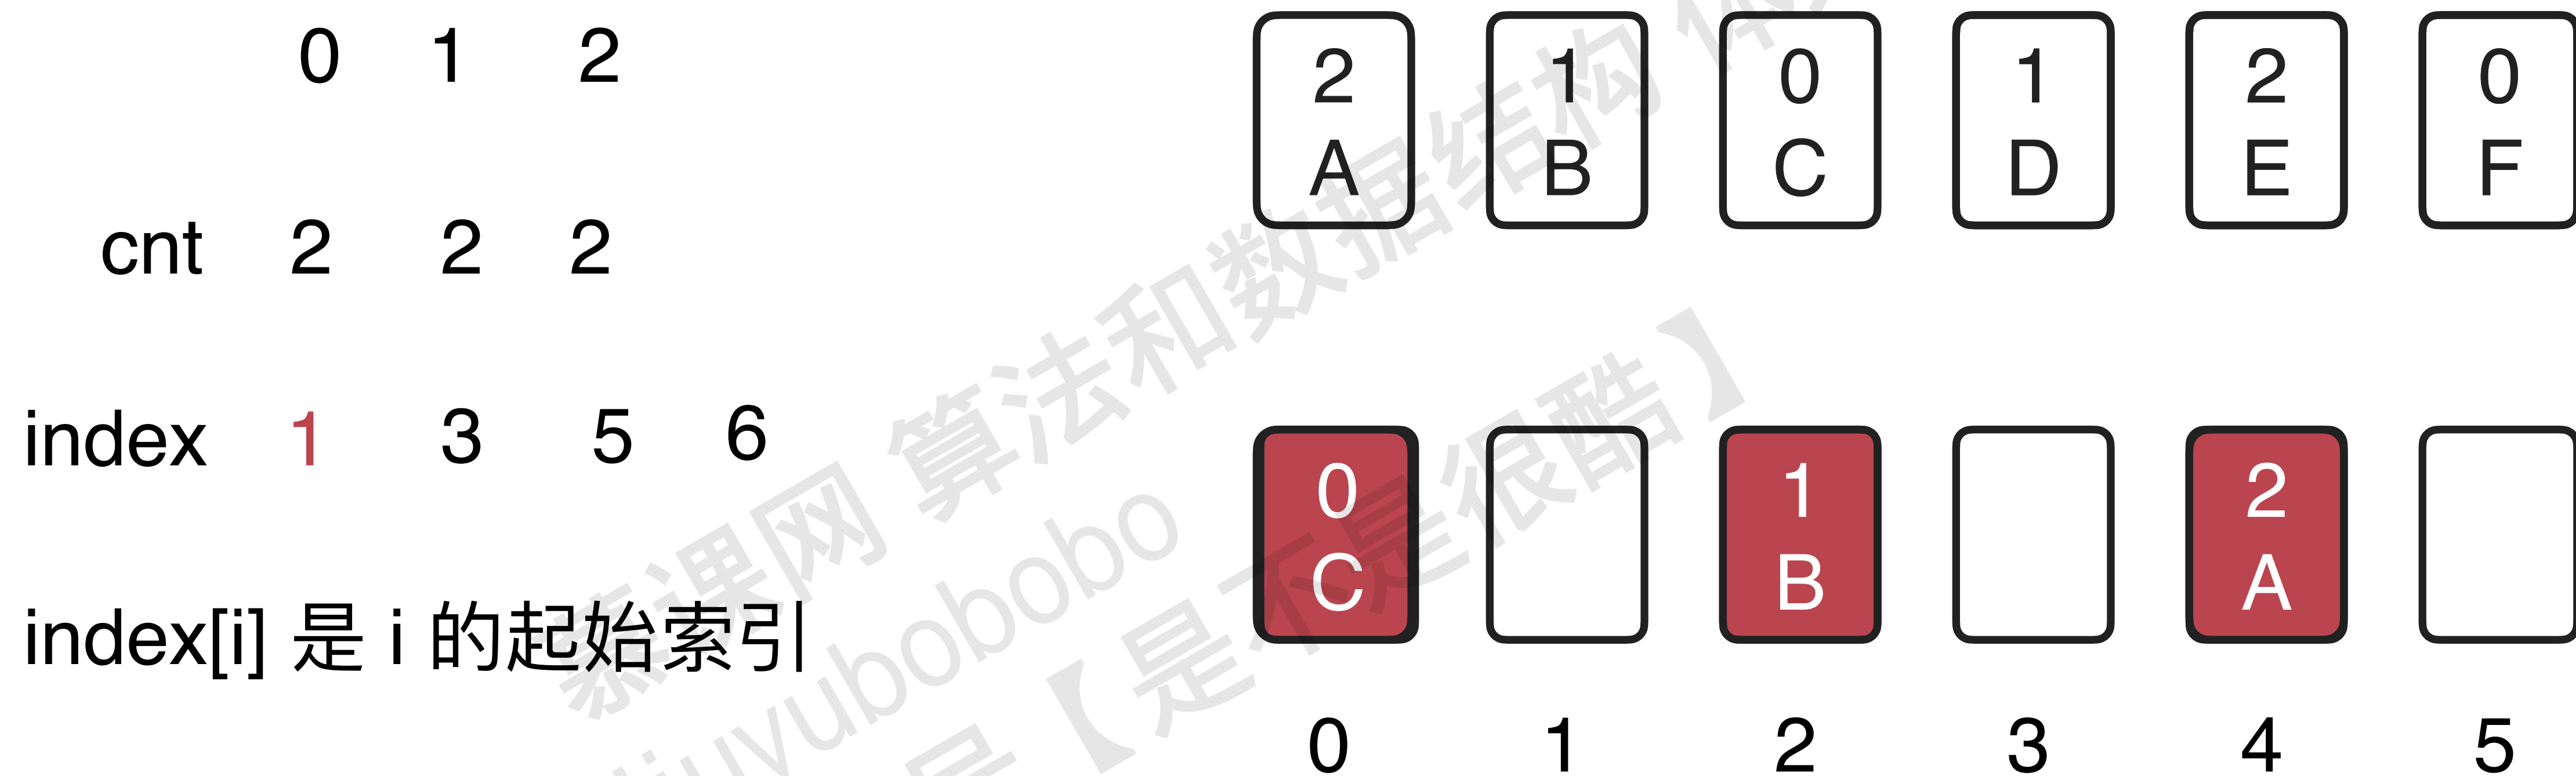 0 1 2
cnt 2 2 2
index 1 3 5 6
index[i] 是 i 的起始索引
2 1 0 1 2 0
A B C D E F
0 1 2
C B A
0 1 2 3 4 5
慕课网 算法和数据结构 体
liuyubobobo
号【是不是很酷】